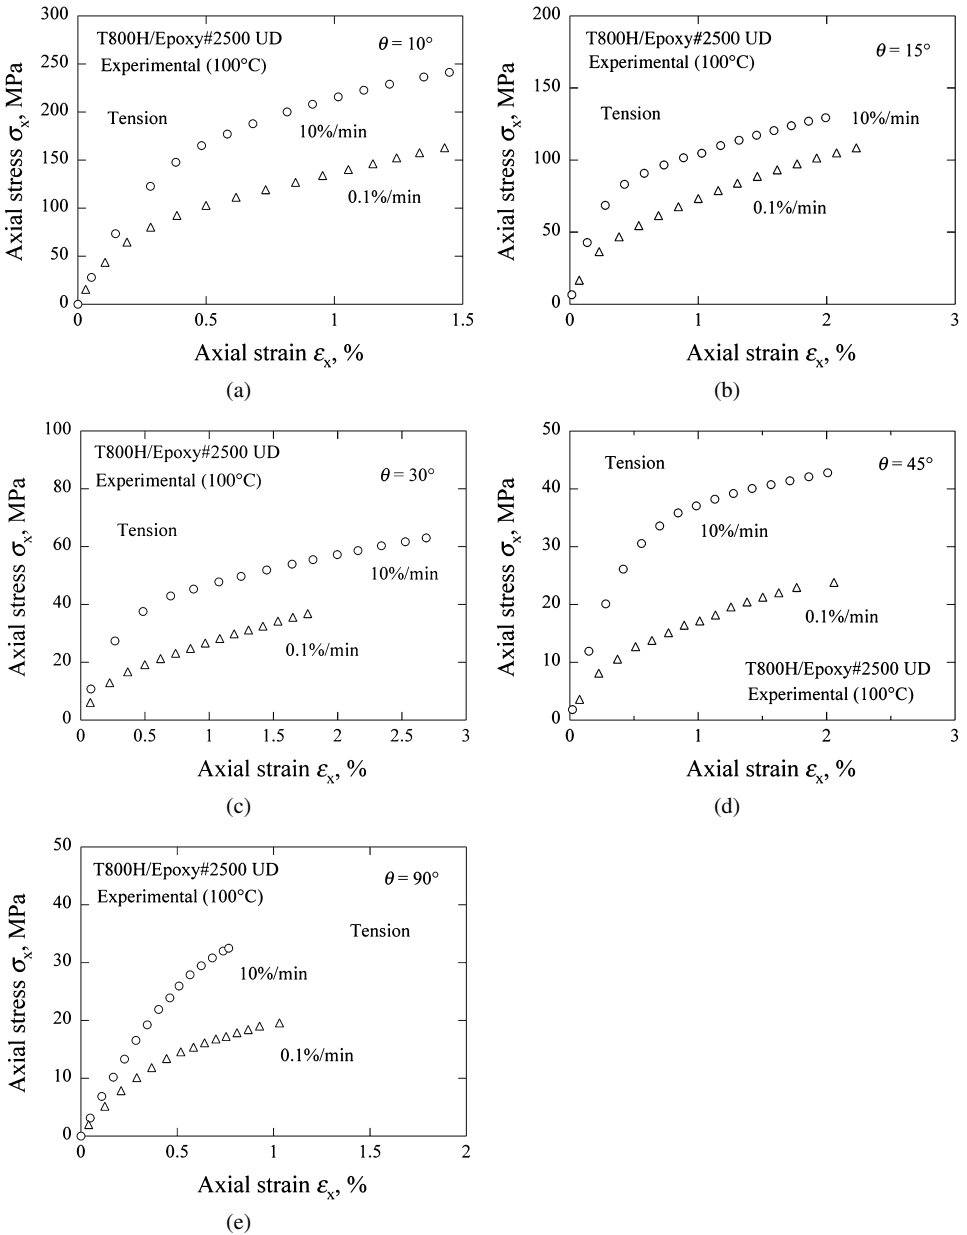 300
250
200
150
100
50
0
Axial stress σx, MPa
T800H/Epoxy#2500 UD
Experimental (100°C)
θ = 10°
Tension
10%/min
0.1%/min
0 0.5 1 1.5
Axial strain εx, %
(a)
200
150
100
50
0
Axial stress σx, MPa
T800H/Epoxy#2500 UD
Experimental (100°C)
θ = 15°
Tension
10%/min
0.1%/min
0 1 2 3
Axial strain εx, %
(b)
100
80
60
40
20
0
Axial stress σx, MPa
T800H/Epoxy#2500 UD
Experimental (100°C)
θ = 30°
Tension
10%/min
0.1%/min
0 0.5 1 1.5 2 2.5 3
Axial strain εx, %
(c)
50
40
30
20
10
0
Axial stress σx, MPa
Tension
θ = 45°
10%/min
0.1%/min
T800H/Epoxy#2500 UD
Experimental (100°C)
0 1 2 3
Axial strain εx, %
(d)
50
40
30
20
10
0
Axial stress σx, MPa
T800H/Epoxy#2500 UD
Experimental (100°C)
θ = 90°
Tension
10%/min
0.1%/min
0 0.5 1 1.5 2
Axial strain εx, %
(e)